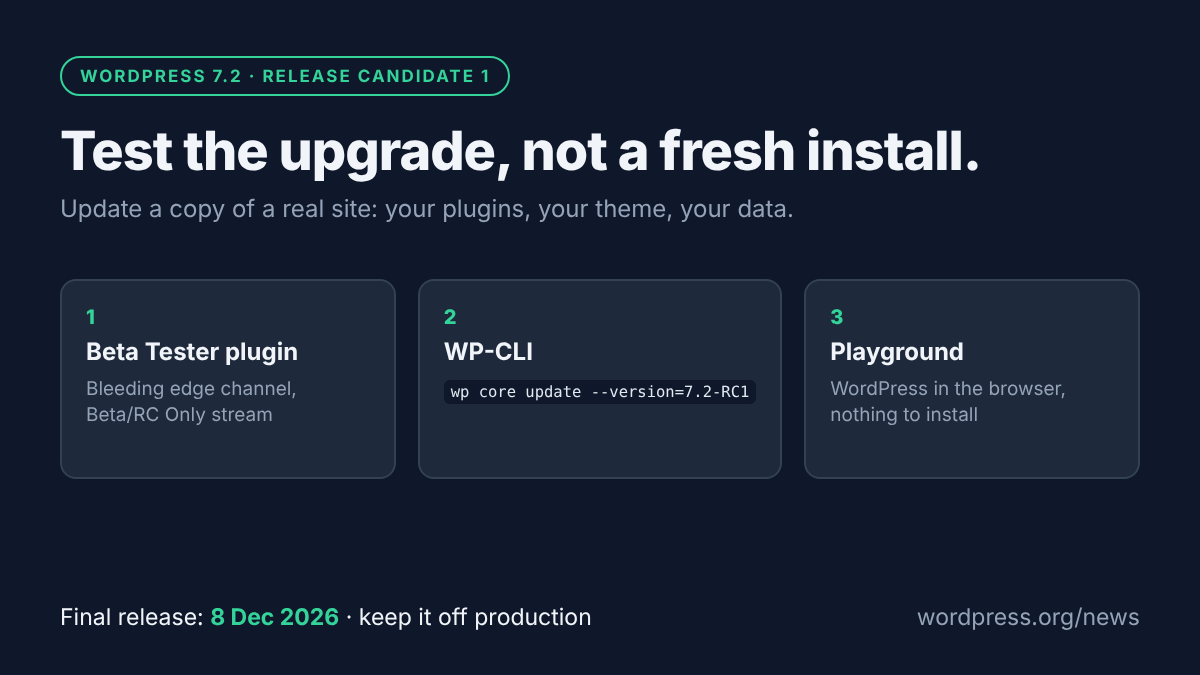 WORDPRESS 7.2 · RELEASE CANDIDATE 1
Test the upgrade, not a fresh install.
Update a copy of a real site: your plugins, your theme, your data.
1
Beta Tester plugin
Bleeding edge channel,
Beta/RC Only stream
2
WP-CLI
wp core update --version=7.2-RC1
3
Playground
WordPress in the browser,
nothing to install
Final release: 8 Dec 2026 · keep it off production
wordpress.org/news